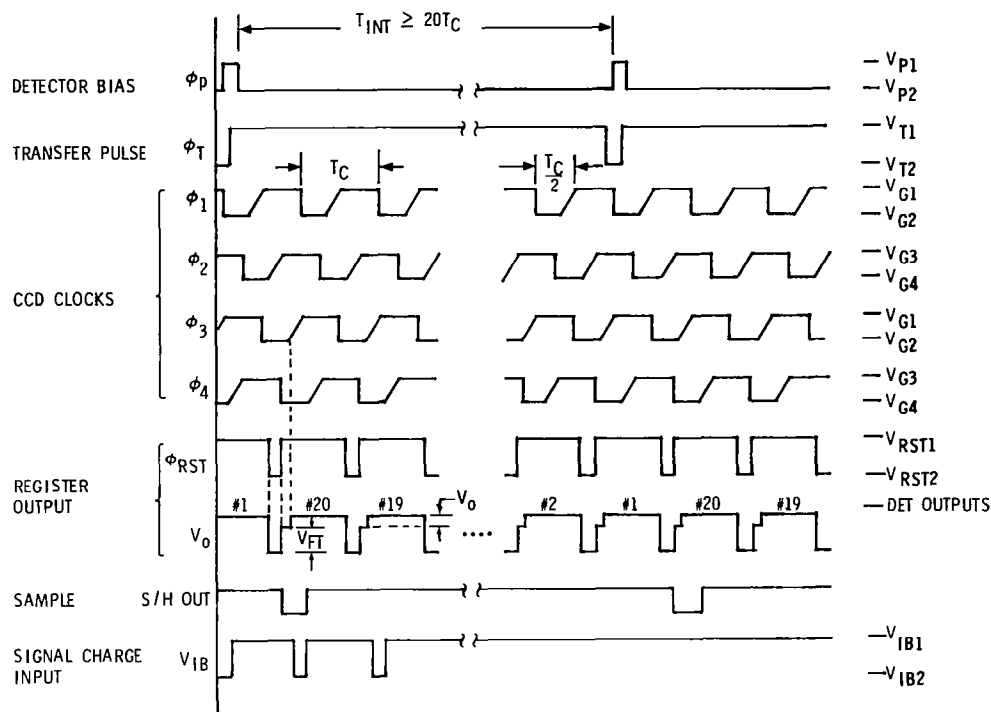 T_INT ≥ 20T_C
DETECTOR BIAS ϕ_P V_P1
V_P2
TRANSFER PULSE ϕ_T V_T1
T_C T_C/2 V_T2
CCD CLOCKS
ϕ_1 V_G1
V_G2
ϕ_2 V_G3
V_G4
ϕ_3 V_G1
V_G2
ϕ_4 V_G3
V_G4
REGISTER OUTPUT
ϕ_RST V_RST1
V_RST2
#1 #20 #19 V_o #2 #1 #20 #19 DET OUTPUTS
V_o V_FT
SAMPLE S/H OUT
SIGNAL CHARGE INPUT V_IB V_IB1
V_IB2